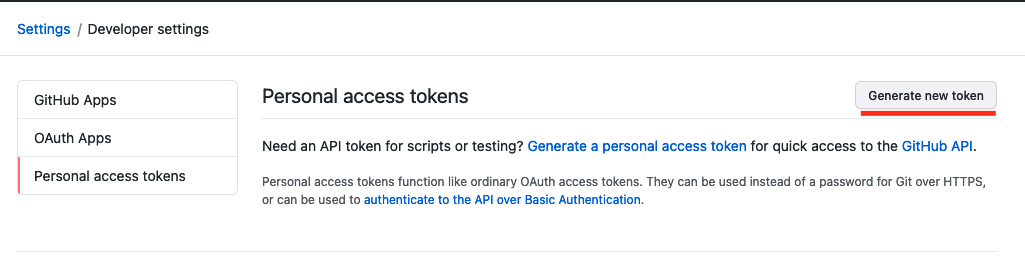 Settings / Developer settings
GitHub Apps
OAuth Apps
Personal access tokens
Personal access tokens
Generate new token
Need an API token for scripts or testing? Generate a personal access token for quick access to the GitHub API.
Personal access tokens function like ordinary OAuth access tokens. They can be used instead of a password for Git over HTTPS,
or can be used to authenticate to the API over Basic Authentication.